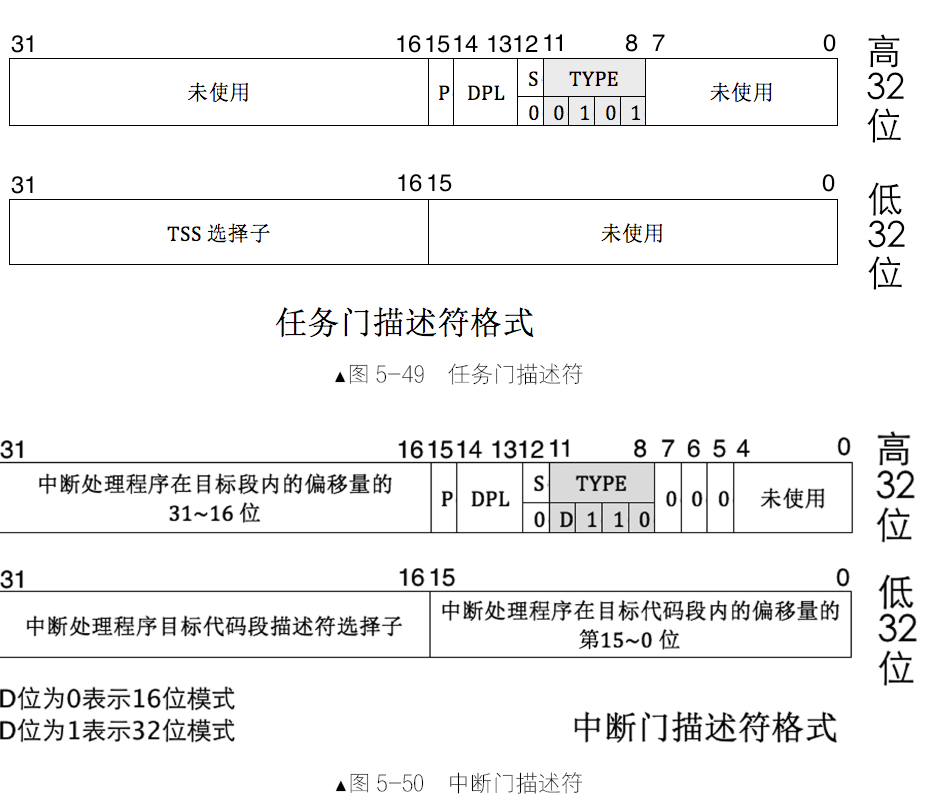 31 16 15 14 13 12 11 8 7 0
未使用 P DPL S TYPE 未使用
0 0 1 0 1
高32位
31 16 15 0
TSS 选择子 未使用
低32位
任务门描述符格式
▲图 5-49 任务门描述符
31 16 15 14 13 12 11 8 7 6 5 4 0
中断处理程序在目标段内的偏移量的
31~16 位
P DPL S TYPE 0 0 0 未使用
0 D 1 1 0
高32位
31 16 15 0
中断处理程序目标代码段描述符选择子
中断处理程序在目标代码段内的偏移量的
第15~0 位
低32位
D位为0表示16位模式
D位为1表示32位模式
中断门描述符格式
▲图 5-50 中断门描述符